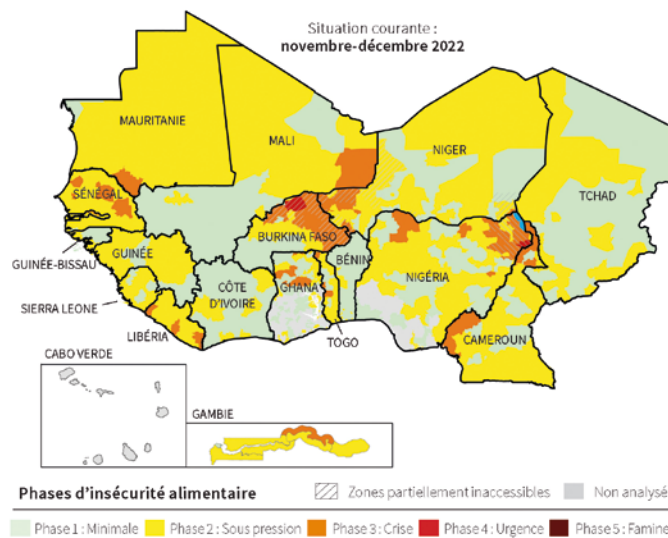 Situation courante :
novembre-décembre 2022
MAURITANIE
MALI
NIGER
TCHAD
SÉNÉGAL
BURKINA FASO
GUINÉE-BISSAU
GUINÉE
BÉNIN
NIGÉRIA
CÔTE
D'IVOIRE
GHANA
SIERRA LEONE
LIBÉRIA
TOGO
CAMEROUN
CABO VERDE
GAMBIE
Phases d'insécurité alimentaire
Zones partiellement inaccessibles
Non analysé
Phase 1 : Minimale
Phase 2 : Sous pression
Phase 3 : Crise
Phase 4 : Urgence
Phase 5 : Famine